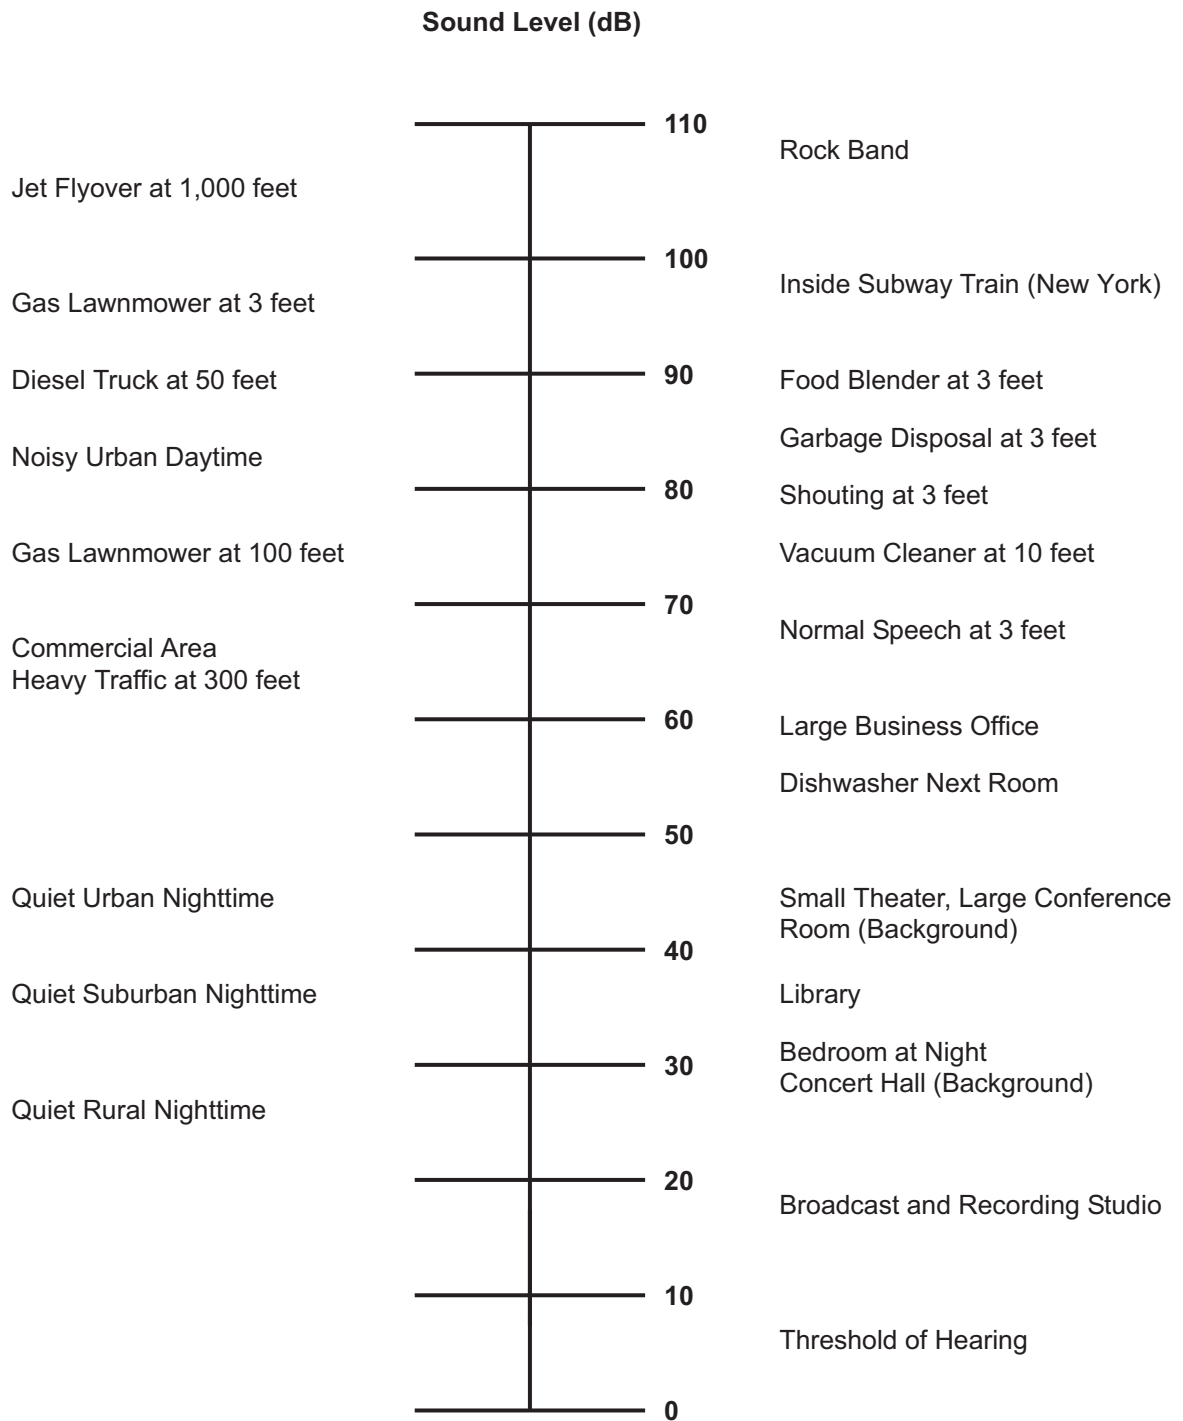 Sound Level (dB)
110
Rock Band
Jet Flyover at 1,000 feet
100
Inside Subway Train (New York)
Gas Lawnmower at 3 feet
Diesel Truck at 50 feet
90
Food Blender at 3 feet
Garbage Disposal at 3 feet
Noisy Urban Daytime
80
Shouting at 3 feet
Gas Lawnmower at 100 feet
Vacuum Cleaner at 10 feet
70
Normal Speech at 3 feet
Commercial Area
Heavy Traffic at 300 feet
60
Large Business Office
Dishwasher Next Room
50
Quiet Urban Nighttime
Small Theater, Large Conference
Room (Background)
40
Quiet Suburban Nighttime
Library
Bedroom at Night
30
Concert Hall (Background)
Quiet Rural Nighttime
20
Broadcast and Recording Studio
10
Threshold of Hearing
0